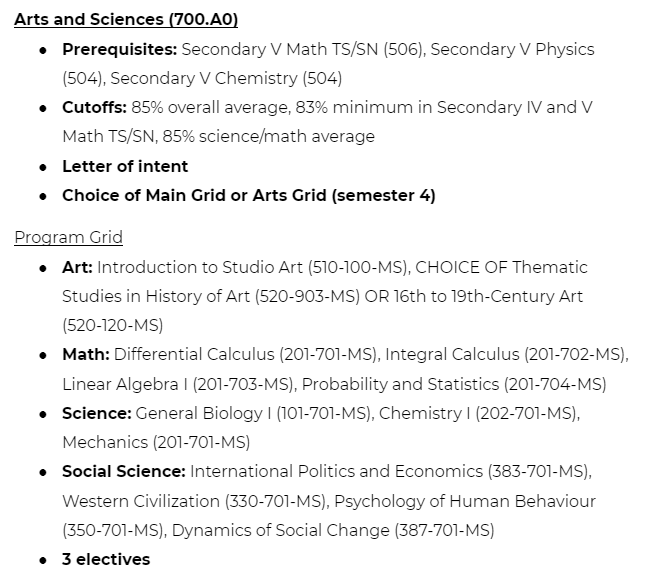 Arts and Sciences (700.A0)
● Prerequisites: Secondary V Math TS/SN (506), Secondary V Physics
(504), Secondary V Chemistry (504)
● Cutoffs: 85% overall average, 83% minimum in Secondary IV and V
Math TS/SN, 85% science/math average
● Letter of intent
● Choice of Main Grid or Arts Grid (semester 4)
Program Grid
● Art: Introduction to Studio Art (510-100-MS), CHOICE OF Thematic
Studies in History of Art (520-903-MS) OR 16th to 19th-Century Art
(520-120-MS)
● Math: Differential Calculus (201-701-MS), Integral Calculus (201-702-MS),
Linear Algebra I (201-703-MS), Probability and Statistics (201-704-MS)
● Science: General Biology I (101-701-MS), Chemistry I (202-701-MS),
Mechanics (201-701-MS)
● Social Science: International Politics and Economics (383-701-MS),
Western Civilization (330-701-MS), Psychology of Human Behaviour
(350-701-MS), Dynamics of Social Change (387-701-MS)
● 3 electives